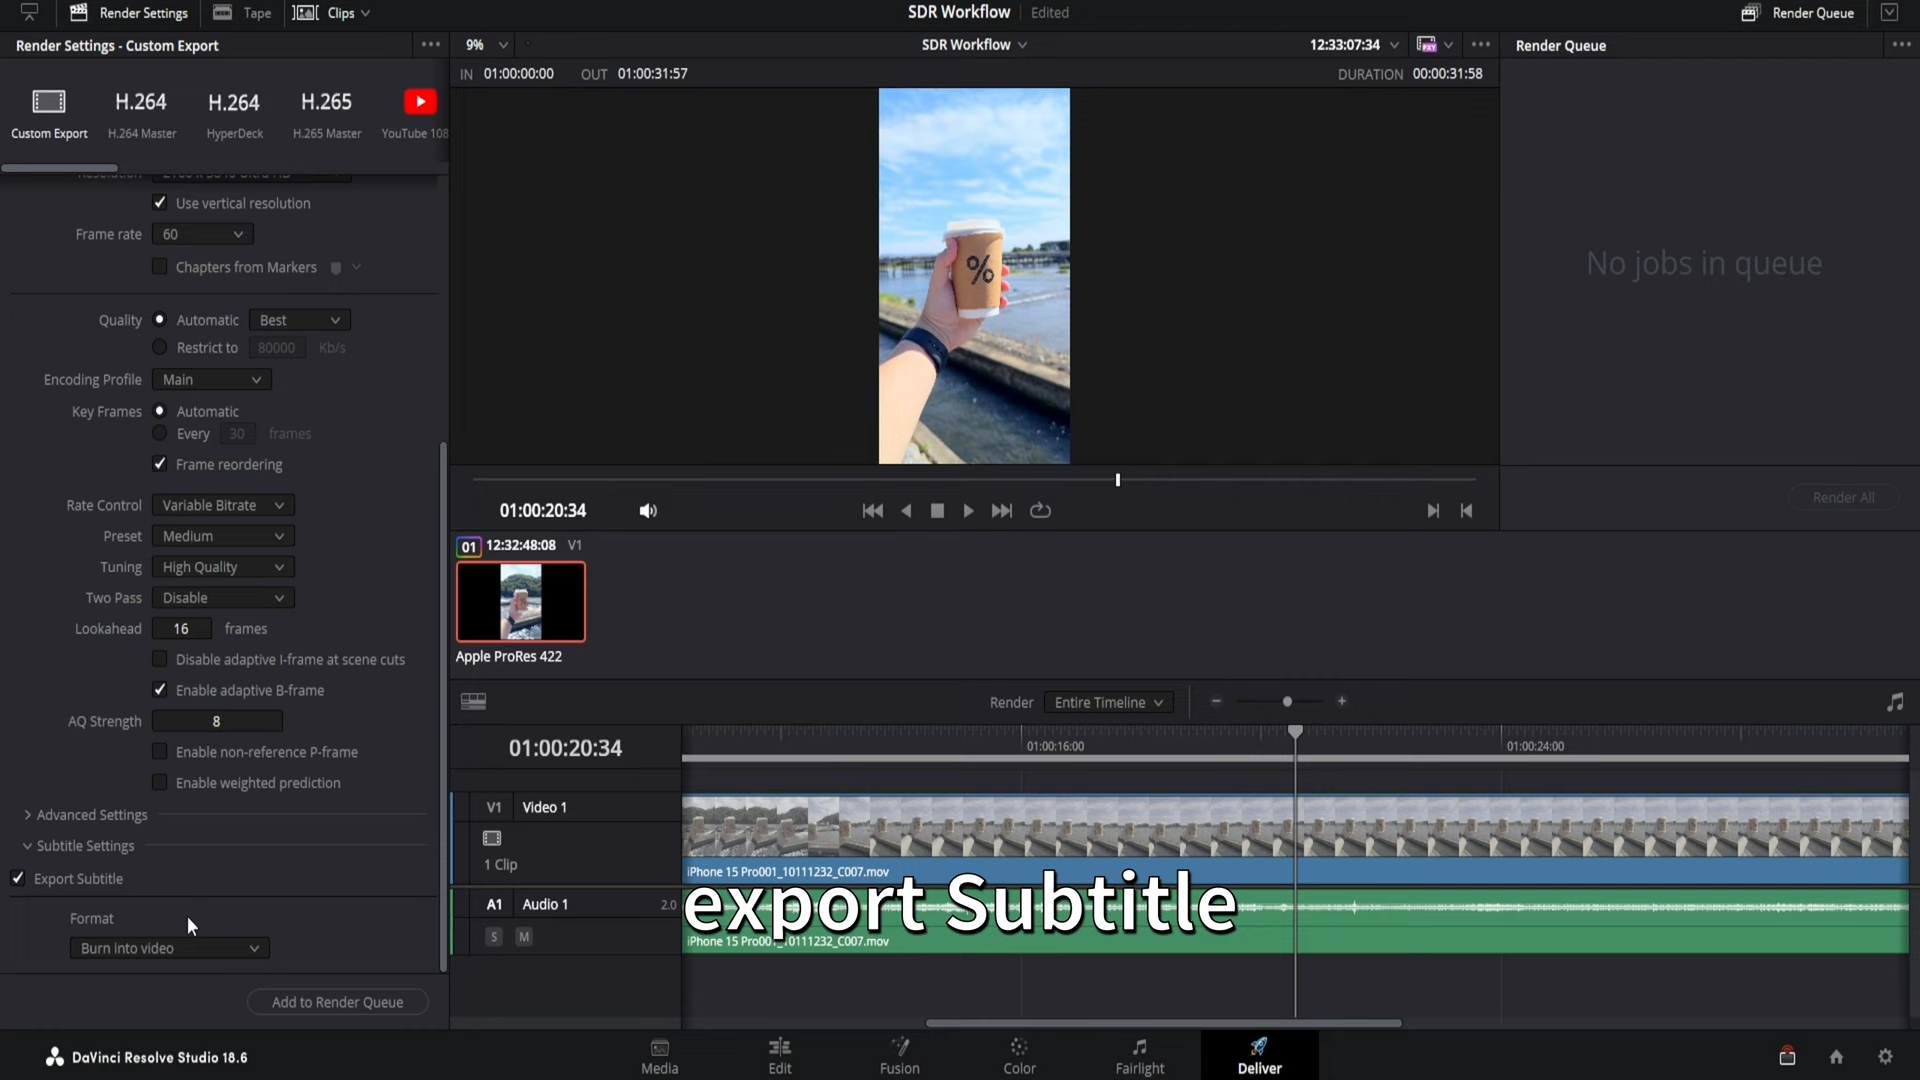 Render Settings
Tape
Clips
SDR Workflow
Edited
Render Queue
Render Settings - Custom Export
9%
SDR Workflow
12:33:07:34
Render Queue
IN 01:00:00:00 OUT 01:00:31:57
DURATION 00:00:31:58
H.264 H.264 H.265
Custom Export H.264 Master HyperDeck H.265 Master YouTube 108
Use vertical resolution
Frame rate 60
Chapters from Markers
No jobs in queue
%
Quality Automatic Best
Restrict to 80000 Kb/s
Encoding Profile Main
Key Frames Automatic
Every 30 frames
Frame reordering
Rate Control Variable Bitrate
Preset Medium
Tuning High Quality
Two Pass Disable
Lookahead 16 frames
Disable adaptive I-frame at scene cuts
Enable adaptive B-frame
AQ Strength 8
Enable non-reference P-frame
Enable weighted prediction
Advanced Settings
Subtitle Settings
Export Subtitle
Format
Burn into video
Add to Render Queue
01:00:20:34
Render All
01 12:32:48:08 V1
Apple ProRes 422
Render Entire Timeline
01:00:20:34
01:00:16:00
01:00:24:00
V1 Video 1
1 Clip
iPhone 15 Pro001_10111232_C007.mov
A1 Audio 1 2.0
export Subtitle
S M
iPhone 15 Pro001_10111232_C007.mov
DaVinci Resolve Studio 18.6
Media
Edit
Fusion
Color
Fairlight
Deliver